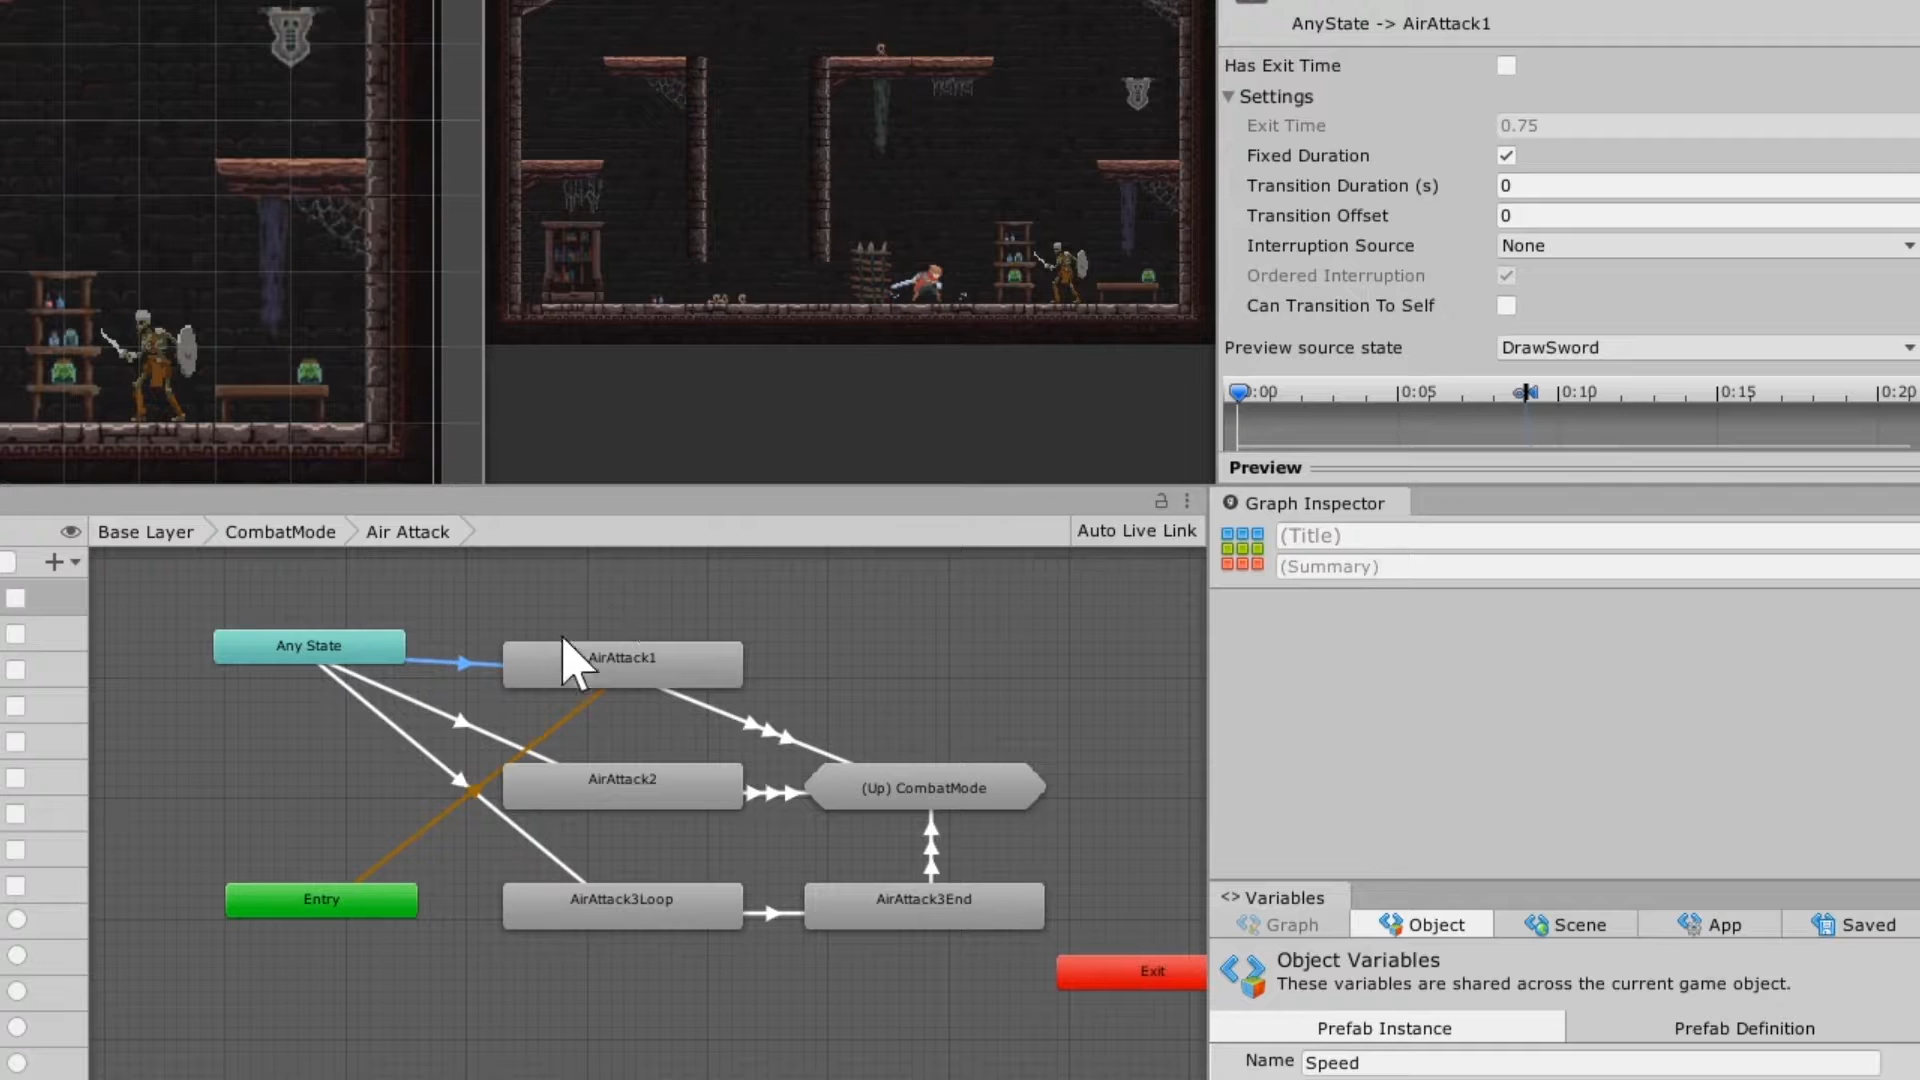 AnyState -> AirAttack1
Has Exit Time
Settings
Exit Time 0.75
Fixed Duration
Transition Duration (s) 0
Transition Offset 0
Interruption Source None
Ordered Interruption
Can Transition To Self
Preview source state DrawSword
0:00 0:05 0:10 0:15 0:20
Preview
Base Layer CombatMode Air Attack Auto Live Link
Graph Inspector
(Title)
(Summary)
Any State
AirAttack1
AirAttack2
(Up) CombatMode
Entry
AirAttack3Loop
AirAttack3End
Exit
<> Variables
Graph Object Scene App Saved
Object Variables
These variables are shared across the current game object.
Prefab Instance Prefab Definition
Name Speed